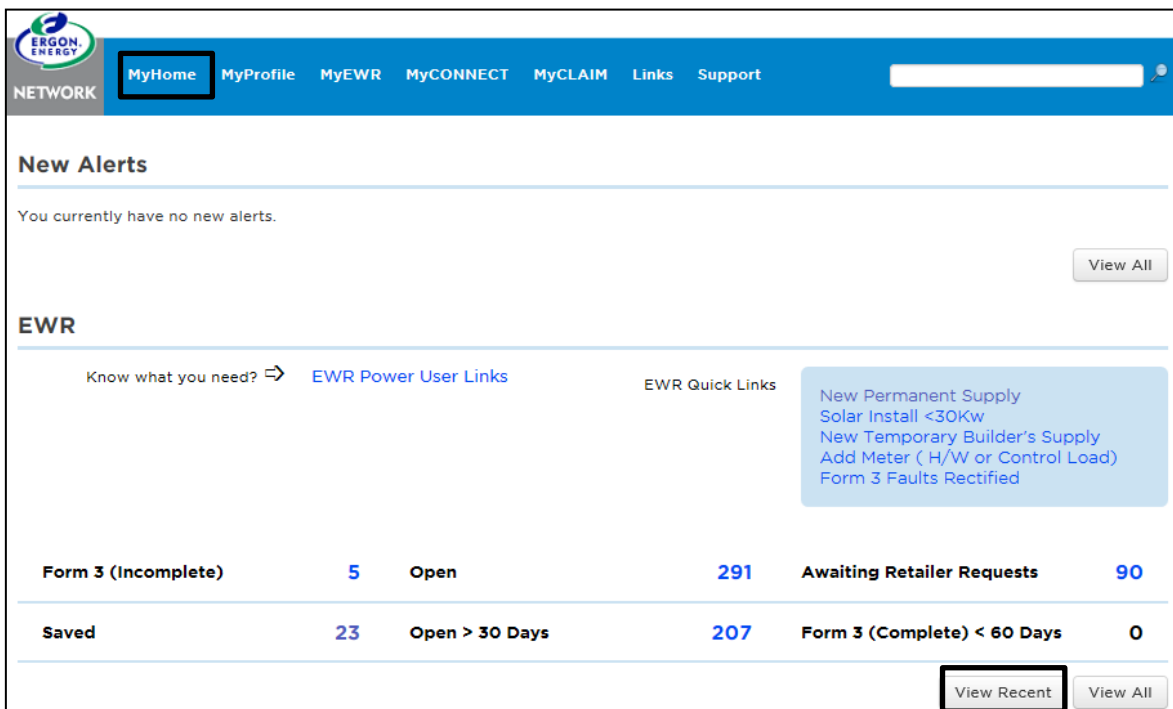 ERGON.
ENERGY
NETWORK
MyHome MyProfile MyEWR MyCONNECT MyCLAIM Links Support
New Alerts
You currently have no new alerts.
View All
EWR
Know what you need? ⇨ EWR Power User Links
EWR Quick Links
New Permanent Supply
Solar Install <30Kw
New Temporary Builder's Supply
Add Meter ( H/W or Control Load)
Form 3 Faults Rectified
Form 3 (Incomplete) 5 Open 291 Awaiting Retailer Requests 90
Saved 23 Open > 30 Days 207 Form 3 (Complete) < 60 Days 0
View Recent View All